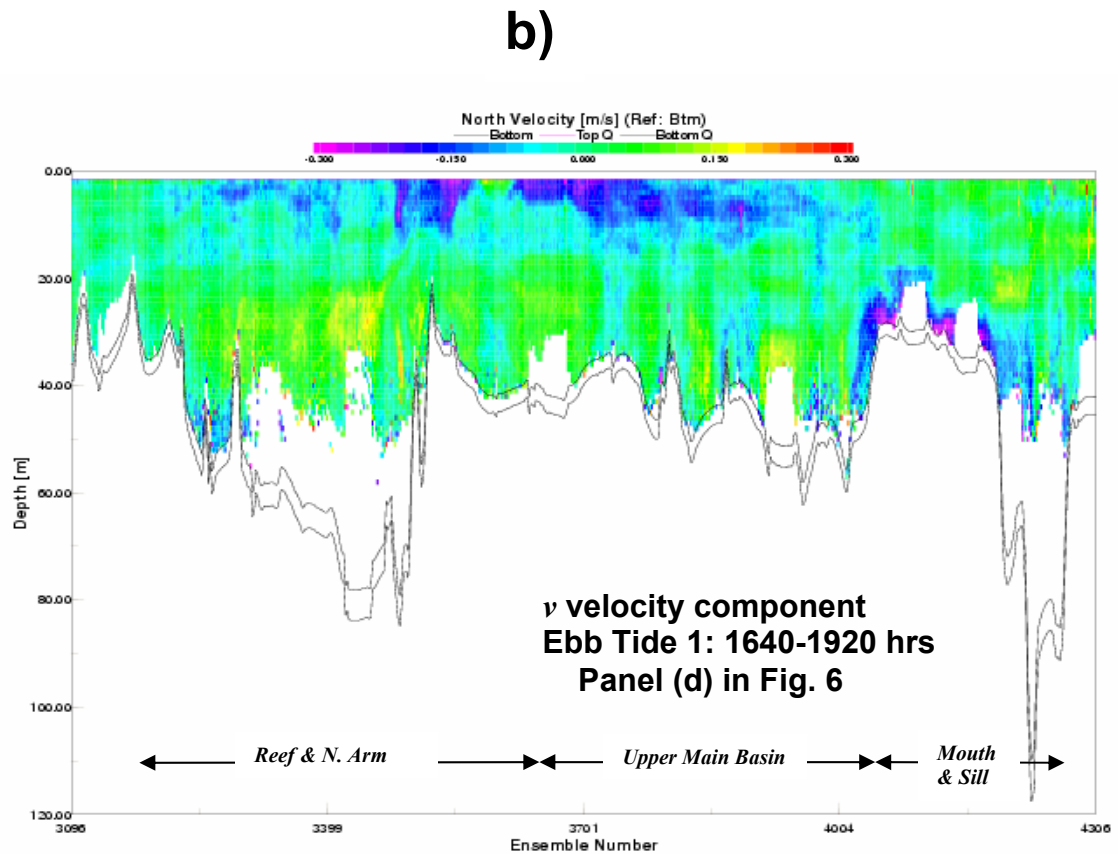 b)
North Velocity [m/s] (Ref: Btm)
Bottom Top Q Bottom Q
-0.300 -0.150 0.000 0.150 0.300
0.00
20.00
40.00
60.00
80.00
100.00
120.00
Depth [m]
v velocity component
Ebb Tide 1: 1640-1920 hrs
Panel (d) in Fig. 6
Reef & N. Arm
Upper Main Basin
Mouth
& Sill
3096 3399 3701 4004 4306
Ensemble Number